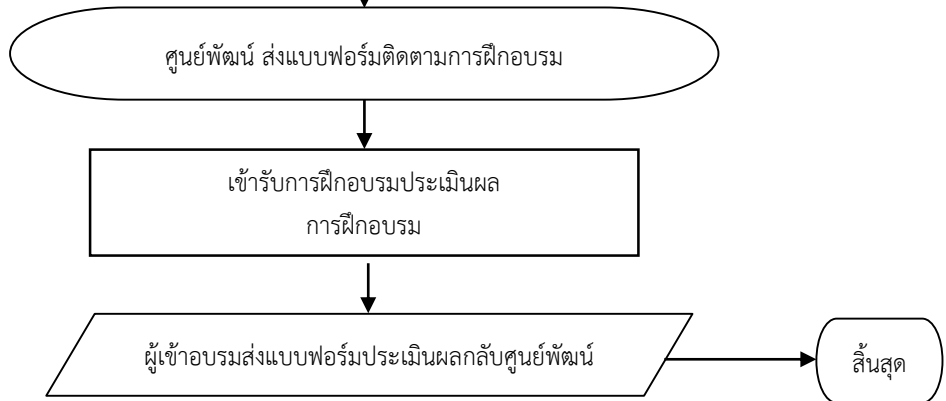 ศูนย์พัฒน์ ส่งแบบฟอร์มติดตามการฝึกอบรม
เข้ารับการฝึกอบรมประเมินผล
การฝึกอบรม
ผู้เข้าอบรมส่งแบบฟอร์มประเมินผลกลับศูนย์พัฒน์
สิ้นสุด